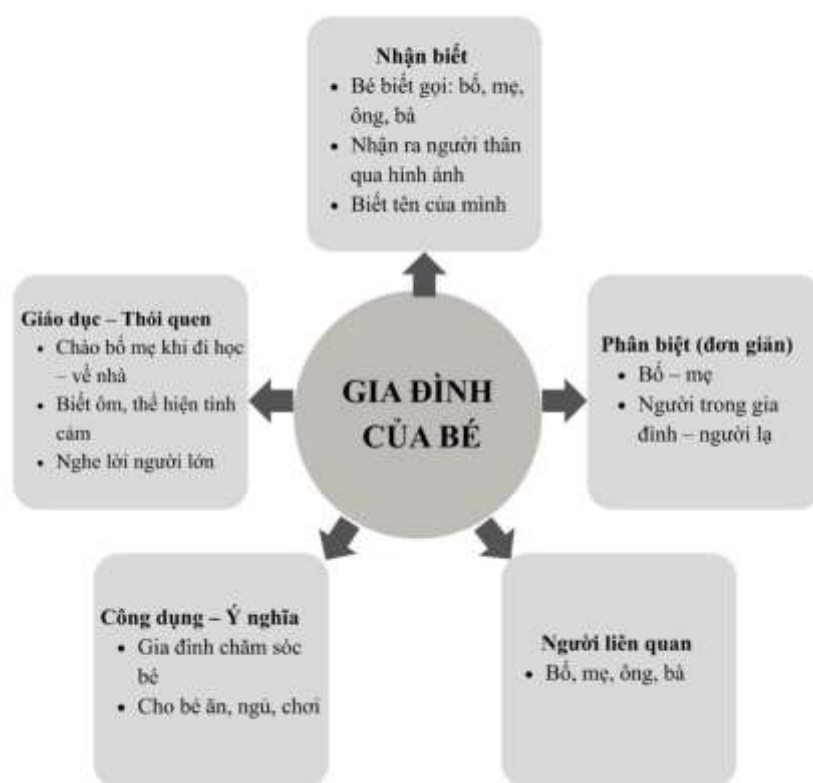 Nhận biết
• Bé biết gọi: bố, mẹ,
ông, bà
• Nhận ra người thân
qua hình ảnh
• Biết tên của mình
Giáo dục – Thói quen
• Chào bố mẹ khi đi học
– về nhà
• Biết ôm, thể hiện tình
cảm
• Nghe lời người lớn
GIA ĐÌNH
CỦA BÉ
Phân biệt (đơn giản)
• Bố – mẹ
• Người trong gia
đình – người lạ
Công dụng – Ý nghĩa
• Gia đình chăm sóc
bé
• Cho bé ăn, ngủ, chơi
Người liên quan
• Bố, mẹ, ông, bà